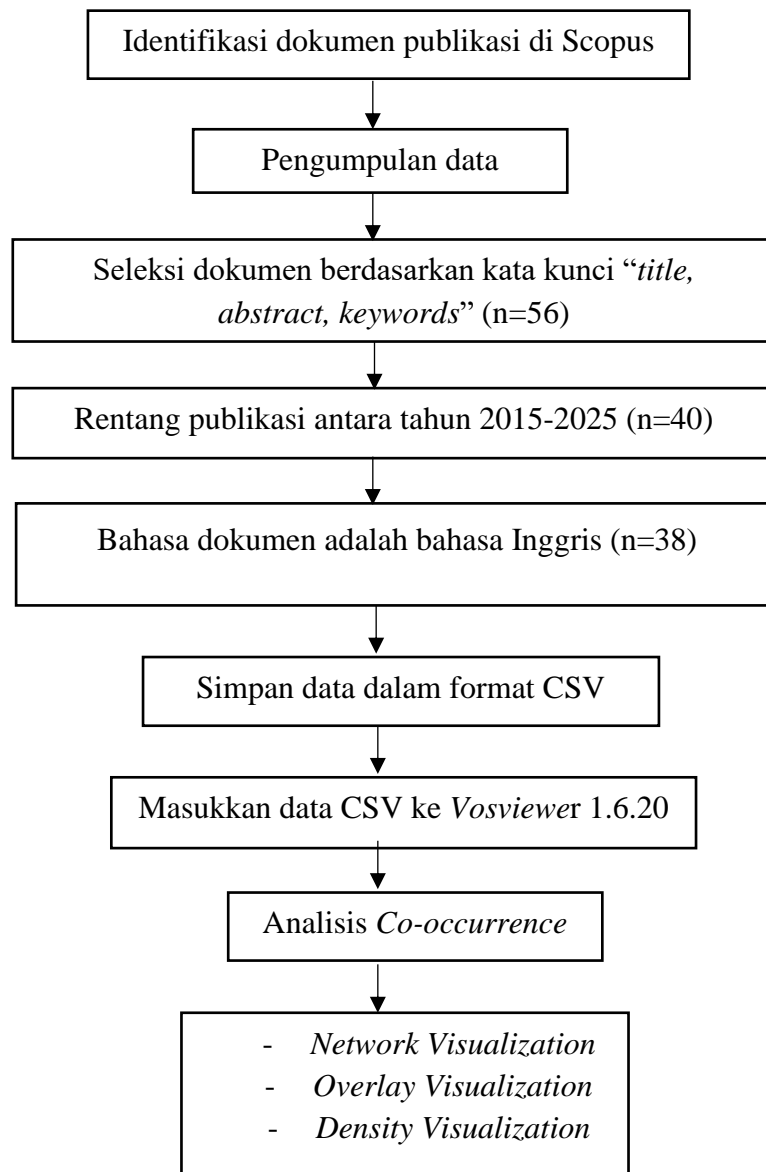 Identifikasi dokumen publikasi di Scopus
Pengumpulan data
Seleksi dokumen berdasarkan kata kunci “title,
abstract, keywords” (n=56)
Rentang publikasi antara tahun 2015-2025 (n=40)
Bahasa dokumen adalah bahasa Inggris (n=38)
Simpan data dalam format CSV
Masukkan data CSV ke Vosviewer 1.6.20
Analisis Co-occurrence
- Network Visualization
- Overlay Visualization
- Density Visualization